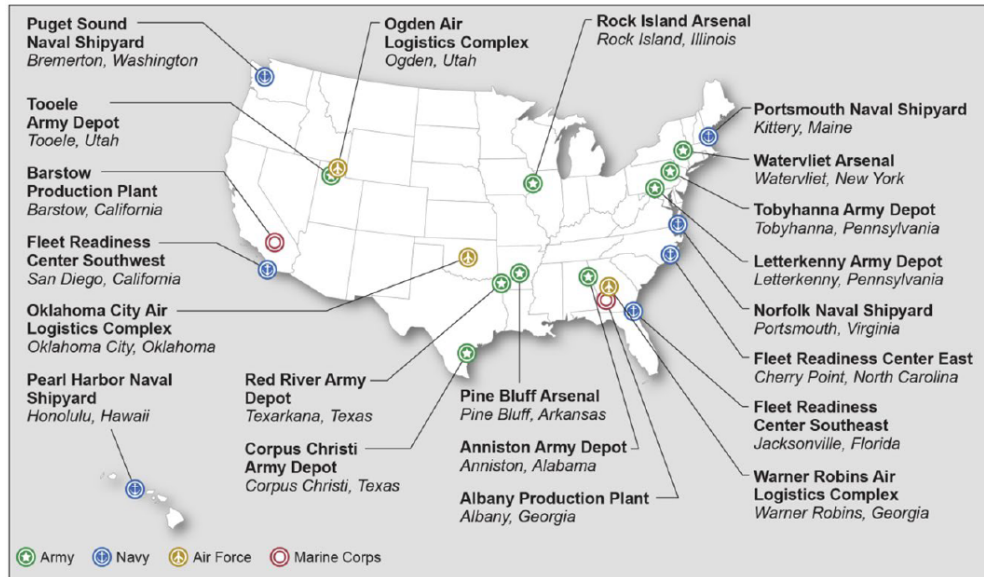 Puget Sound
Naval Shipyard
Bremerton, Washington
Ogden Air
Logistics Complex
Ogden, Utah
Rock Island Arsenal
Rock Island, Illinois
Tooele
Army Depot
Tooele, Utah
Barstow
Production Plant
Barstow, California
Fleet Readiness
Center Southwest
San Diego, California
Oklahoma City Air
Logistics Complex
Oklahoma City, Oklahoma
Pearl Harbor Naval
Shipyard
Honolulu, Hawaii
Red River Army
Depot
Texarkana, Texas
Corpus Christi
Army Depot
Corpus Christi, Texas
Pine Bluff Arsenal
Pine Bluff, Arkansas
Anniston Army Depot
Anniston, Alabama
Albany Production Plant
Albany, Georgia
Portsmouth Naval Shipyard
Kittery, Maine
Watervliet Arsenal
Watervliet, New York
Tobyhanna Army Depot
Tobyhanna, Pennsylvania
Letterkenny Army Depot
Letterkenny, Pennsylvania
Norfolk Naval Shipyard
Portsmouth, Virginia
Fleet Readiness Center East
Cherry Point, North Carolina
Fleet Readiness
Center Southeast
Jacksonville, Florida
Warner Robins Air
Logistics Complex
Warner Robins, Georgia
Army Navy Air Force Marine Corps